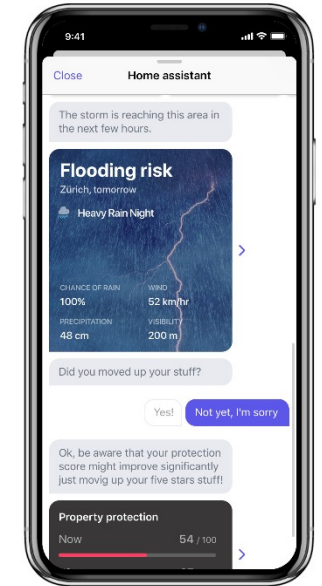 9:41
Close
Home assistant
The storm is reaching this area in
the next few hours.
Flooding risk
Zürich, tomorrow
Heavy Rain Night
CHANCE OF RAIN
WIND
100%
52 km/hr
PRECIPITATION
VISIBILITY
48 cm
200 m
Did you moved up your stuff?
Yes!
Not yet, I'm sorry
Ok, be aware that your protection
score might improve significantly
just movig up your five stars stuff!
Property protection
Now
54 / 100